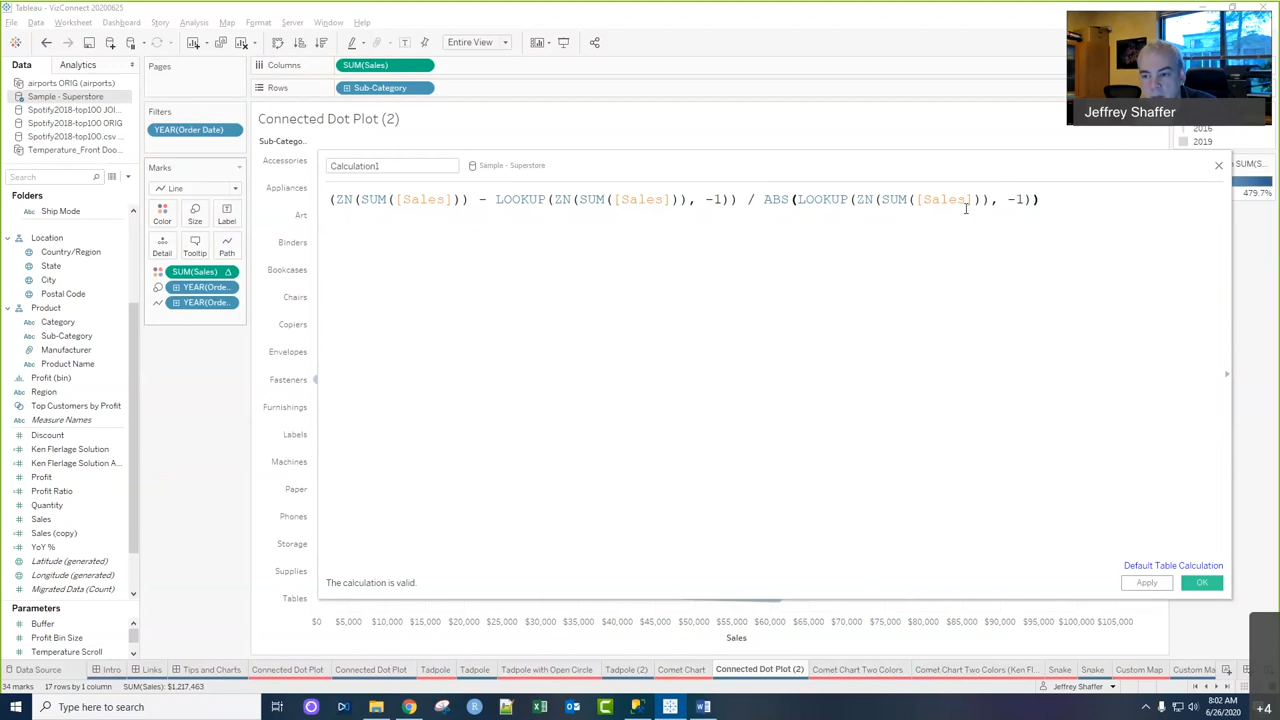 Tableau - VizConnect 20200625
File Data Worksheet Dashboard Story Analysis Map Format Server Window Help
Entire View
Data Analytics
airports ORIG (airports)
Sample - Superstore
Spotify2018-top100 JOI...
Spotify2018-top100 ORIG
Spotify2018-top100.csv ...
Temperature_Front Doo...
Search
Folders
Ship Mode
Location
Country/Region
State
City
Postal Code
Product
Category
Sub-Category
Manufacturer
Product Name
Profit (bin)
Region
Top Customers by Profit
Measure Names
Discount
Ken Flerlage Solution
Ken Flerlage Solution A...
Profit
Profit Ratio
Quantity
Sales
Sales (copy)
YoY %
Latitude (generated)
Longitude (generated)
Migrated Data (Count)
Parameters
Buffer
Profit Bin Size
Temperature Scroll
Pages
Filters
YEAR(Order Date)
Marks
Line
Color Size Label
Detail Tooltip Path
SUM(Sales)
YEAR(Orde..
YEAR(Orde..
Columns SUM(Sales)
Rows Sub-Category
Connected Dot Plot (2)
Sub-Catego..
Accessories
Appliances
Art
Binders
Bookcases
Chairs
Copiers
Envelopes
Fasteners
Furnishings
Labels
Machines
Paper
Phones
Storage
Supplies
Tables
Calculation1 Sample - Superstore
(ZN(SUM([Sales])) - LOOKUP(ZN(SUM([Sales])), -1)) / ABS(LOOKUP(ZN(SUM([Sales])), -1))
The calculation is valid.
Default Table Calculation
Apply OK
$0 $5,000 $10,000 $15,000 $20,000 $25,000 $30,000 $35,000 $40,000 $45,000 $50,000 $55,000 $60,000 $65,000 $70,000 $75,000 $80,000 $85,000 $90,000 $95,000 $100,000 $105,000
Sales
Jeffrey Shaffer
2016
2019
SUM(S...
479.7%
Data Source Intro Links Tips and Charts Connected Dot Plot Connected Dot Plot Tadpole Tadpole Tadpole with Open Circle Tadpole (2) Comet Chart Connected Dot Plot (2) Comet Chart Two Colors Comet Chart Two Colors (Ken Fl... Snake Snake Custom Map Custom Ma
34 marks 17 rows by 1 column SUM(Sales): $1,217,463 Jeffrey Shaffer
Type here to search
8:02 AM
6/26/2020
+4